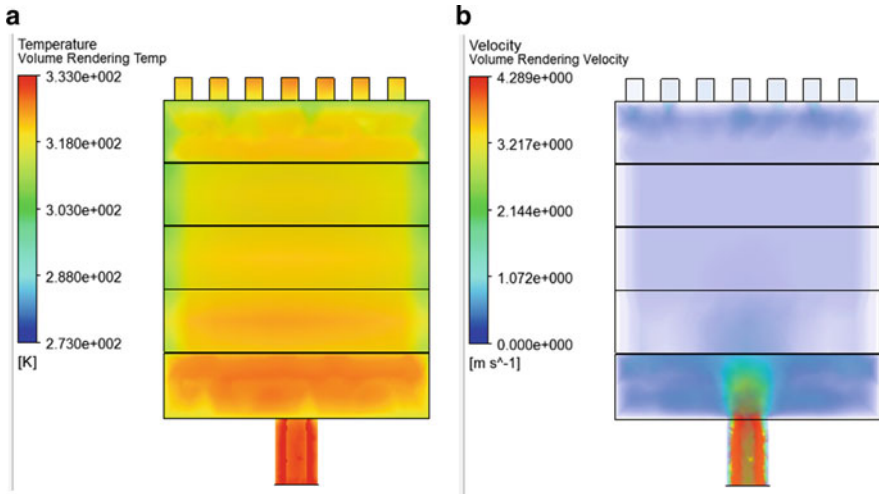 a
Temperature
Volume Rendering Temp
3.330e+002
3.180e+002
3.030e+002
2.880e+002
2.730e+002
[K]
b
Velocity
Volume Rendering Velocity
4.289e+000
3.217e+000
2.144e+000
1.072e+000
0.000e+000
[m s^-1]